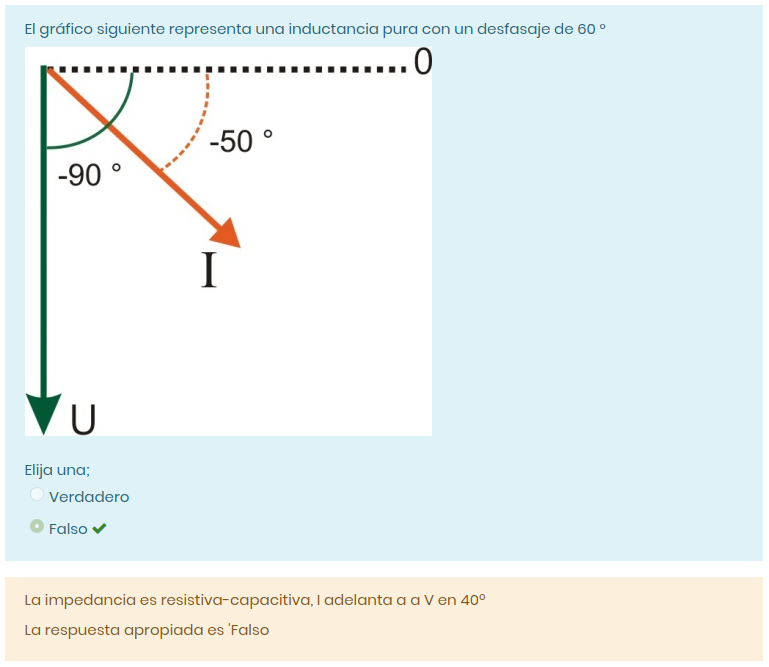 El gráfico siguiente representa una inductancia pura con un desfasaje de 60 º
0
-50 °
-90 °
I
U
Elija una;
Verdadero
Falso
La impedancia es resistiva-capacitiva, I adelanta a a V en 40º
La respuesta apropiada es 'Falso